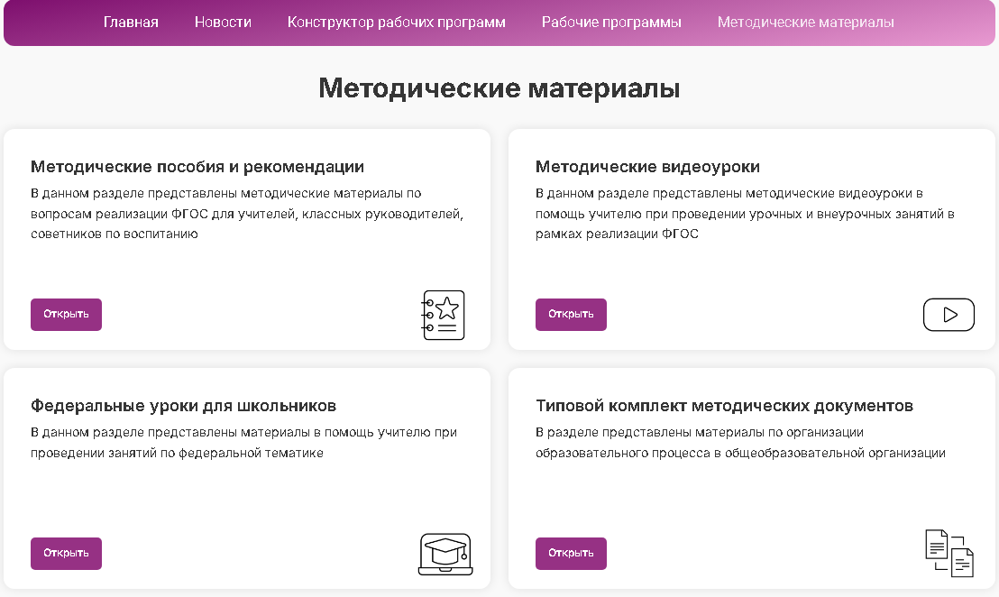 Главная Новости Конструктор рабочих программ Рабочие программы Методические материалы
Методические материалы
Методические пособия и рекомендации
В данном разделе представлены методические материалы по
вопросам реализации ФГОС для учителей, классных руководителей,
советников по воспитанию
Открыть
Методические видеоуроки
В данном разделе представлены методические видеоуроки в
помощь учителю при проведении урочных и внеурочных занятий в
рамках реализации ФГОС
Открыть
Федеральные уроки для школьников
В данном разделе представлены материалы в помощь учителю при
проведении занятий по федеральной тематике
Открыть
Типовой комплект методических документов
В разделе представлены материалы по организации
образовательного процесса в общеобразовательной организации
Открыть